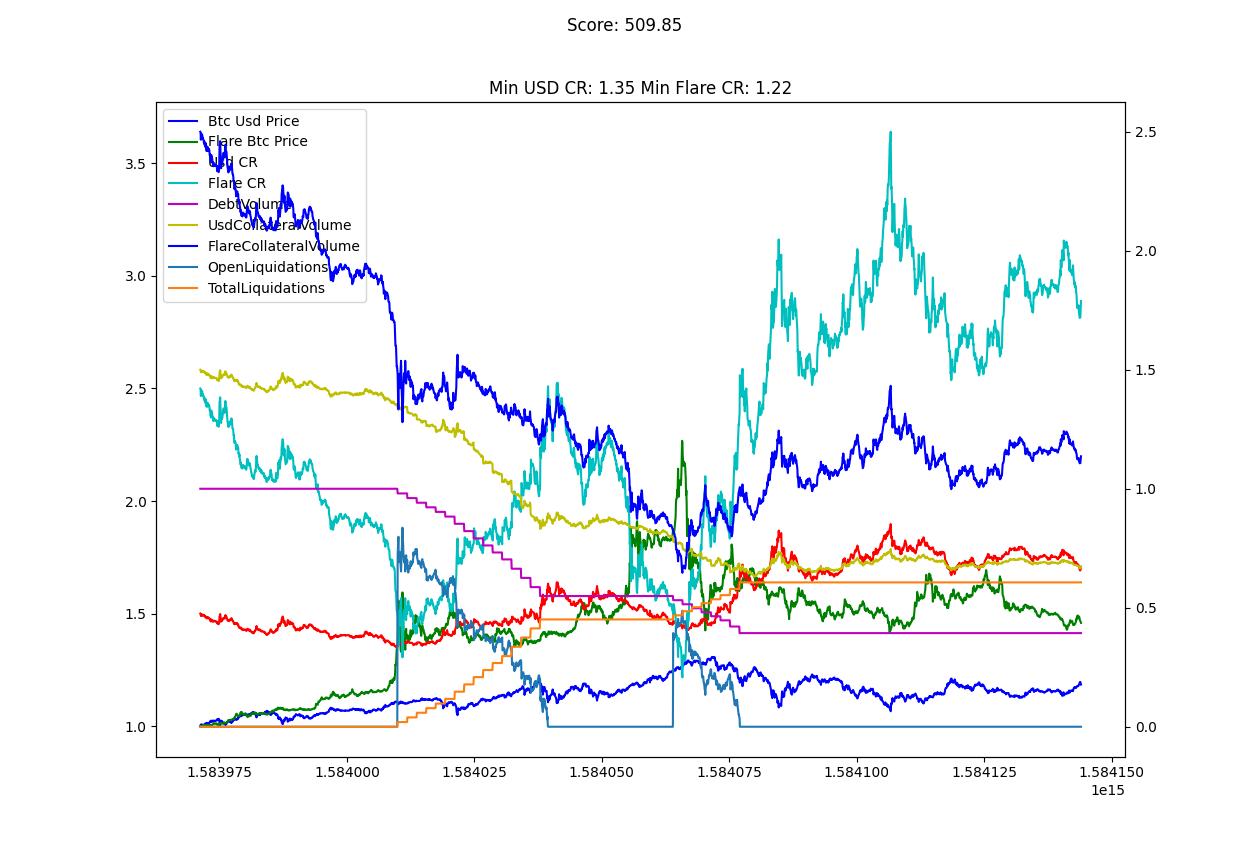 Score: 509.85
Min USD CR: 1.35 Min Flare CR: 1.22
Btc Usd Price
Flare Btc Price
Usd CR
Flare CR
DebtVolume
UsdCollateralVolume
FlareCollateralVolume
OpenLiquidations
TotalLiquidations
3.5
3.0
2.5
2.0
1.5
1.0
2.5
2.0
1.5
1.0
0.5
0.0
1.583975
1.584000
1.584025
1.584050
1.584075
1.584100
1.584125
1.584150
1e15